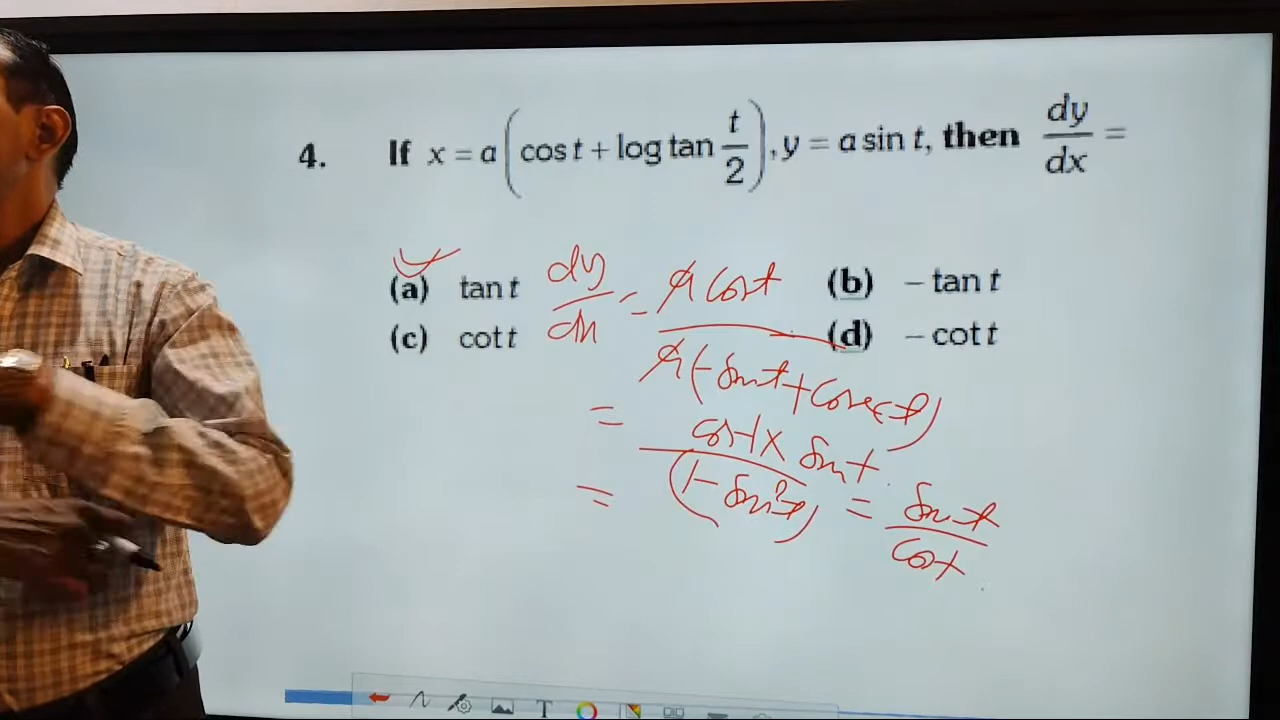 4. If x = a(cos t + log tan t/2), y = a sin t, then dy/dx =
(a) tan t
(b) – tan t
(c) cot t
(d) – cot t
dy/dx = a cos t / a(- sin t + cosec t)
= cos t × sin t
= (1 - sin² t) = sin t / cos t
T